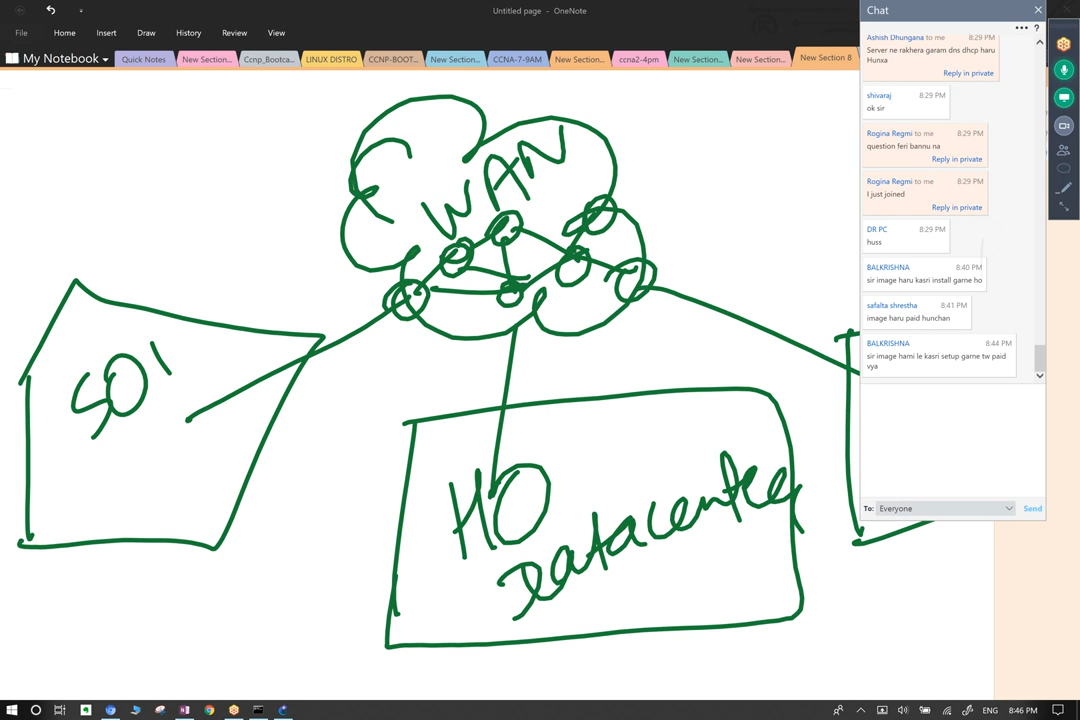 Untitled page - OneNote
Chat
File Home Insert Draw History Review View
My Notebook
Quick Notes New Section... Ccnp_Bootca... LINUX DISTRO CCNP-BOOT... New Section... CCNA-7-9AM New Section... ccna2-4pm New Section... New Section... New Section 8
Ashish Dhungana to me 8:29 PM
Server ne rakhera garam dns dhcp haru
Hunxa
Reply in private
shivaraj 8:29 PM
ok sir
Rogina Regmi to me 8:29 PM
question feri bannu na
Reply in private
Rogina Regmi to me 8:29 PM
I just joined
Reply in private
DR PC 8:29 PM
huss
BALKRISHNA 8:40 PM
sir image haru kasri install garne ho
safalta shrestha 8:41 PM
image haru paid hunchan
BALKRISHNA 8:44 PM
sir image hami le kasri setup garne tw paid
vya
To: Everyone Send
WAN
HO
Datacenter
ENG 8:46 PM